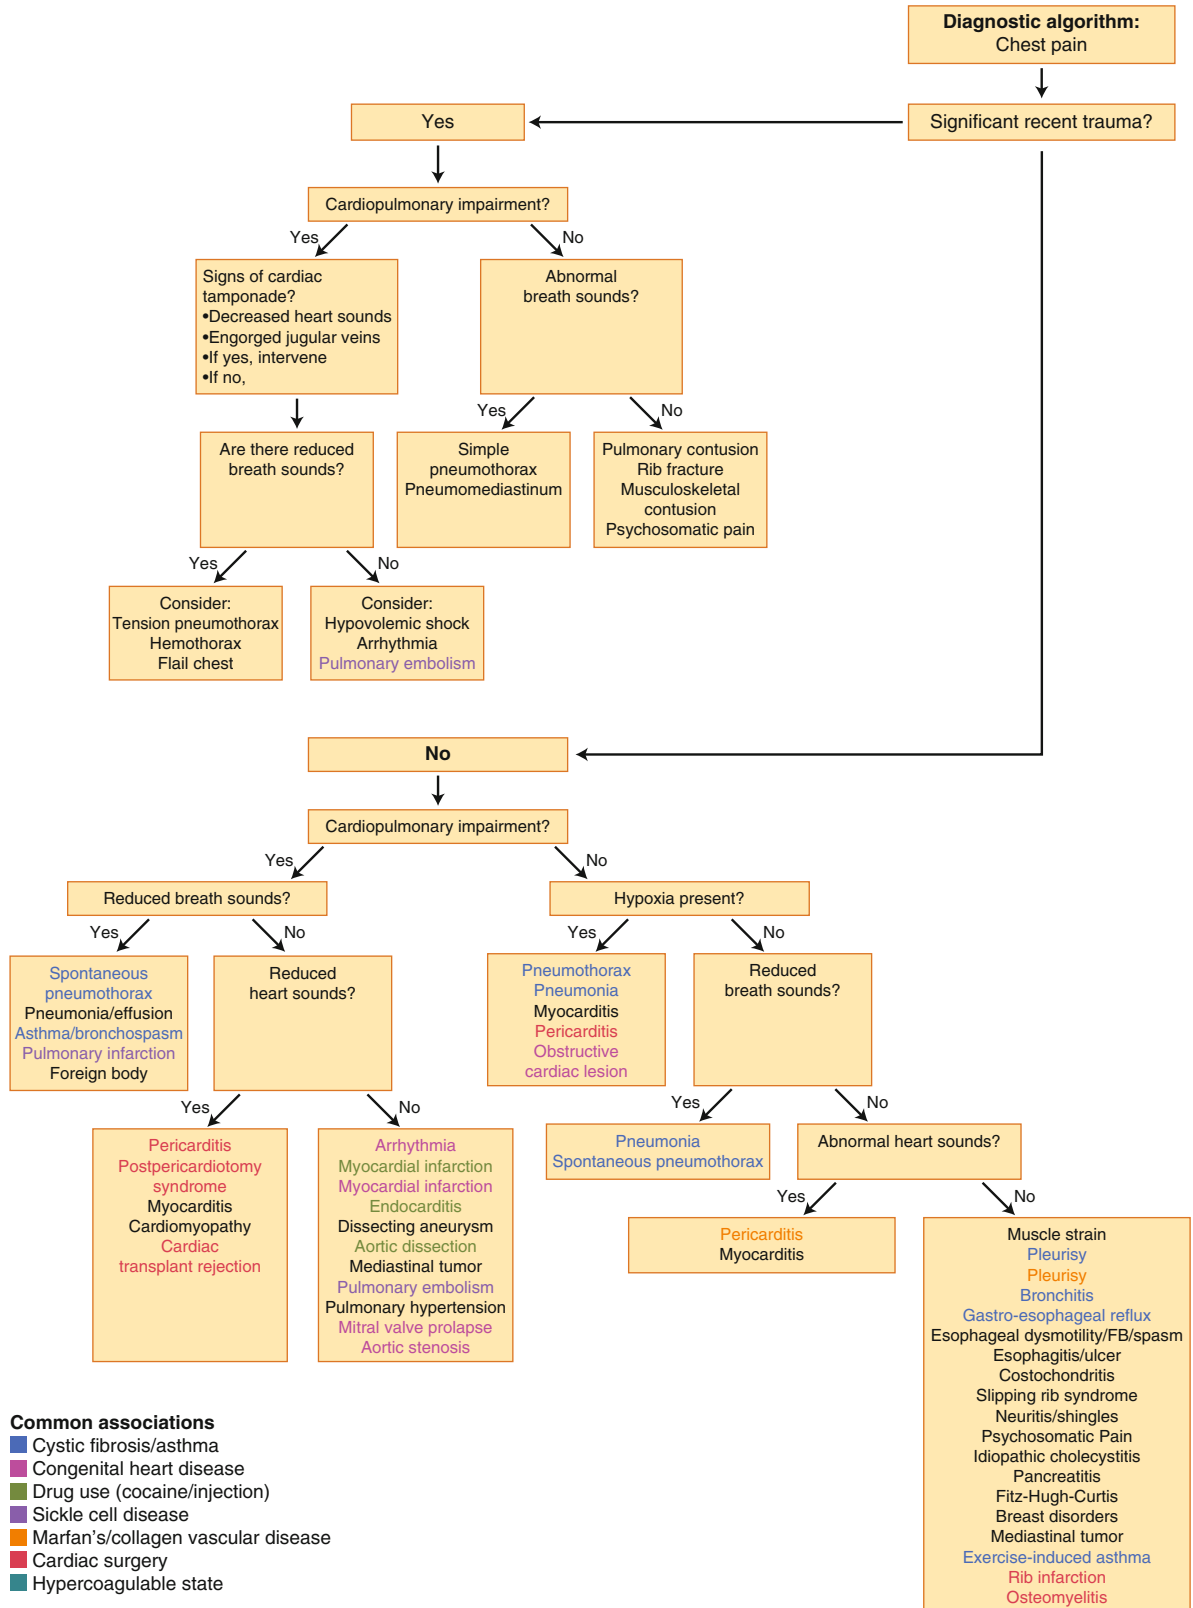 Diagnostic algorithm:
Chest pain
Significant recent trauma?
Yes
Cardiopulmonary impairment?
Yes
No
Signs of cardiac
tamponade?
•Decreased heart sounds
•Engorged jugular veins
•If yes, intervene
•If no,
Abnormal
breath sounds?
Yes
No
Are there reduced
breath sounds?
Simple
pneumothorax
Pneumomediastinum
Pulmonary contusion
Rib fracture
Musculoskeletal
contusion
Psychosomatic pain
Yes
No
Consider:
Tension pneumothorax
Hemothorax
Flail chest
Consider:
Hypovolemic shock
Arrhythmia
Pulmonary embolism
No
Cardiopulmonary impairment?
Yes
No
Reduced breath sounds?
Hypoxia present?
Yes
No
Yes
No
Spontaneous
pneumothorax
Pneumonia/effusion
Asthma/bronchospasm
Pulmonary infarction
Foreign body
Reduced
heart sounds?
Pneumothorax
Pneumonia
Myocarditis
Pericarditis
Obstructive
cardiac lesion
Reduced
breath sounds?
Yes
No
Yes
No
Pericarditis
Postpericardiotomy
syndrome
Myocarditis
Cardiomyopathy
Cardiac
transplant rejection
Arrhythmia
Myocardial infarction
Myocardial infarction
Endocarditis
Dissecting aneurysm
Aortic dissection
Mediastinal tumor
Pulmonary embolism
Pulmonary hypertension
Mitral valve prolapse
Aortic stenosis
Pneumonia
Spontaneous pneumothorax
Abnormal heart sounds?
Yes
No
Pericarditis
Myocarditis
Muscle strain
Pleurisy
Pleurisy
Bronchitis
Gastro-esophageal reflux
Esophageal dysmotility/FB/spasm
Esophagitis/ulcer
Costochondritis
Slipping rib syndrome
Neuritis/shingles
Psychosomatic Pain
Idiopathic cholecystitis
Pancreatitis
Fitz-Hugh-Curtis
Breast disorders
Mediastinal tumor
Exercise-induced asthma
Rib infarction
Osteomyelitis
Common associations
Cystic fibrosis/asthma
Congenital heart disease
Drug use (cocaine/injection)
Sickle cell disease
Marfan's/collagen vascular disease
Cardiac surgery
Hypercoagulable state